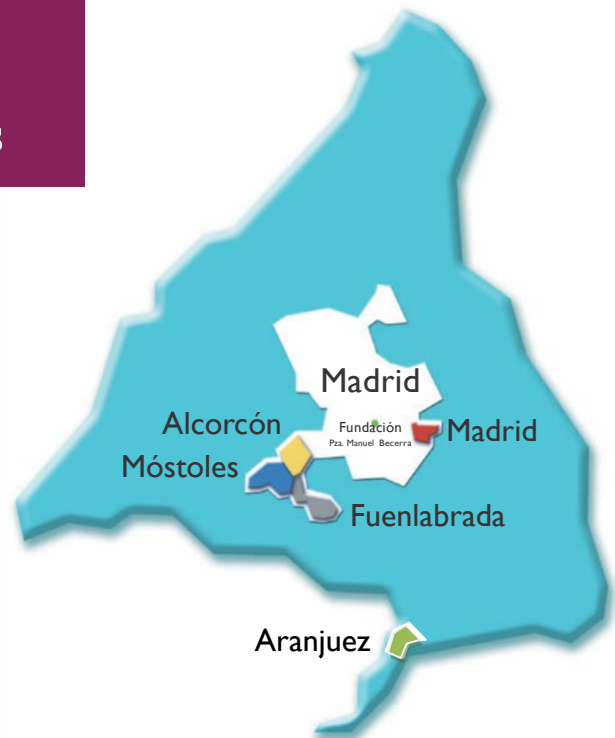 s
Madrid
Fundación
Pza. Manuel Becerra
Madrid
Alcorcón
Móstoles
Fuenlabrada
Aranjuez